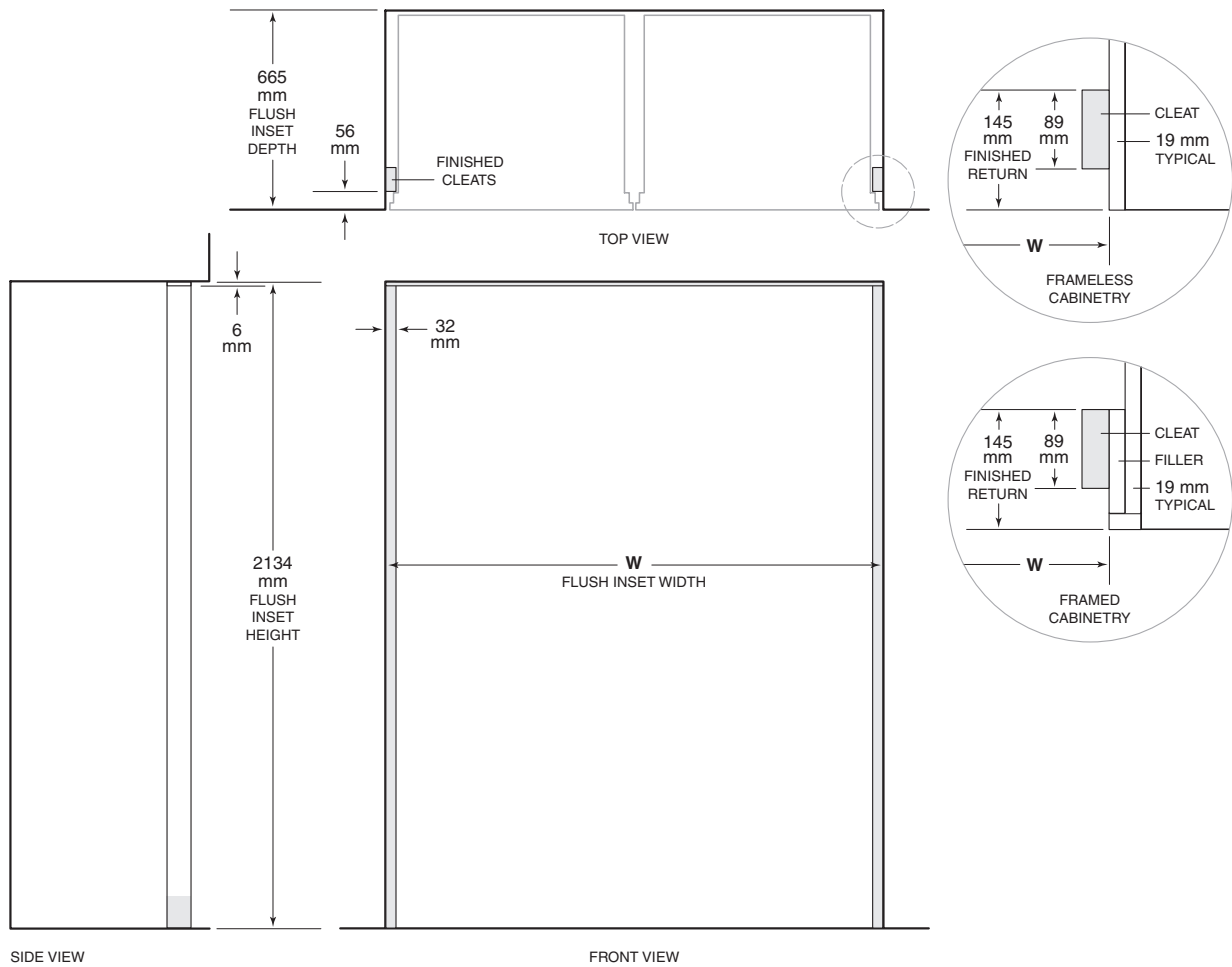 665
mm
FLUSH
INSET
DEPTH
56
mm
FINISHED
CLEATS
TOP VIEW
145
mm
FINISHED
RETURN
89
mm
CLEAT
19 mm
TYPICAL
W
FRAMELESS
CABINETRY
6
mm
32
mm
2134
mm
FLUSH
INSET
HEIGHT
W
FLUSH INSET WIDTH
145
mm
FINISHED
RETURN
89
mm
CLEAT
FILLER
19 mm
TYPICAL
W
FRAMED
CABINETRY
SIDE VIEW
FRONT VIEW